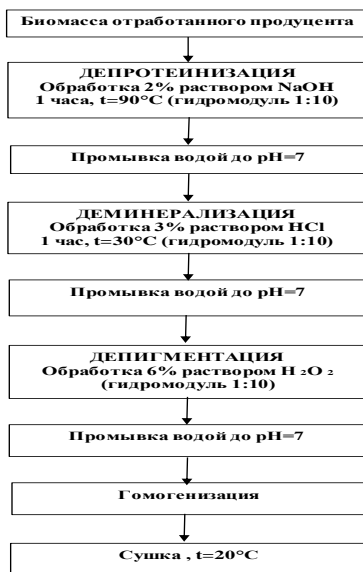 Биомасса отработанного продуцента
ДЕПРОТЕИНИЗАЦИЯ
Обработка 2% раствором NaOH
1 часа, t=90°C (гидромодуль 1:10)
Промывка водой до pH=7
ДЕМИНЕРАЛИЗАЦИЯ
Обработка 3% раствором HCl
1 час, t=30°C (гидромодуль 1:10)
Промывка водой до pH=7
ДЕПИГМЕНТАЦИЯ
Обработка 6% раствором H ₂O ₂
(гидромодуль 1:10)
Промывка водой до pH=7
Гомогенизация
Сушка , t=20°C